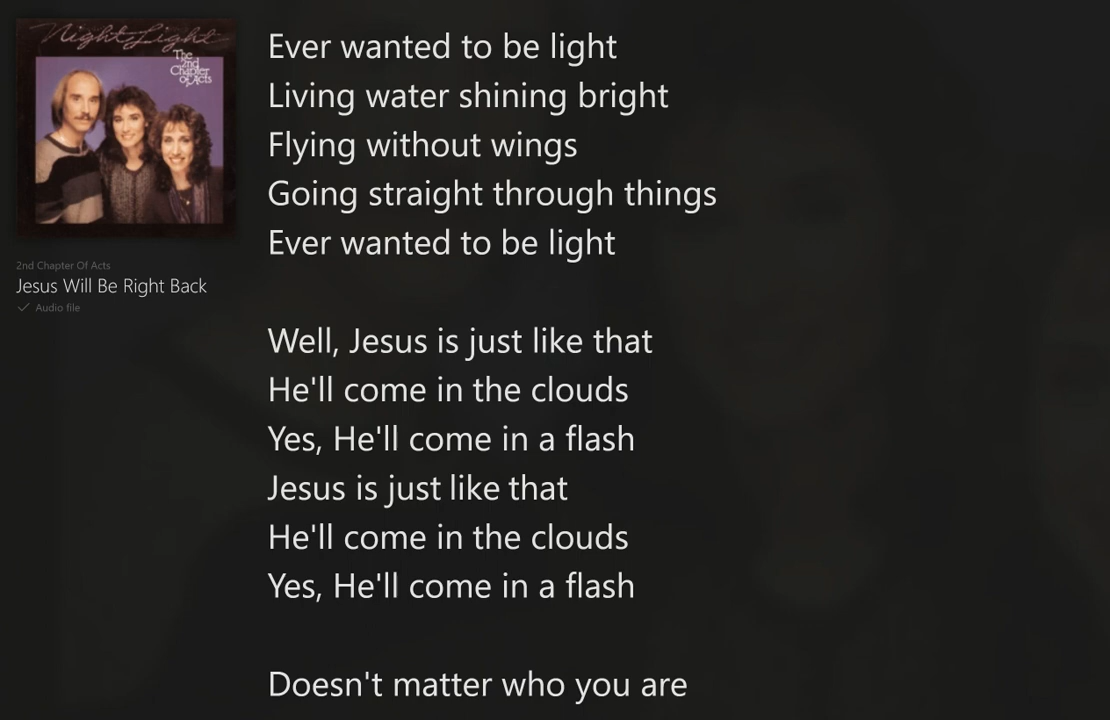 Night Light
The
2nd
Chapter
of Acts
2nd Chapter Of Acts
Jesus Will Be Right Back
Audio file
Ever wanted to be light
Living water shining bright
Flying without wings
Going straight through things
Ever wanted to be light
Well, Jesus is just like that
He'll come in the clouds
Yes, He'll come in a flash
Jesus is just like that
He'll come in the clouds
Yes, He'll come in a flash
Doesn't matter who you are